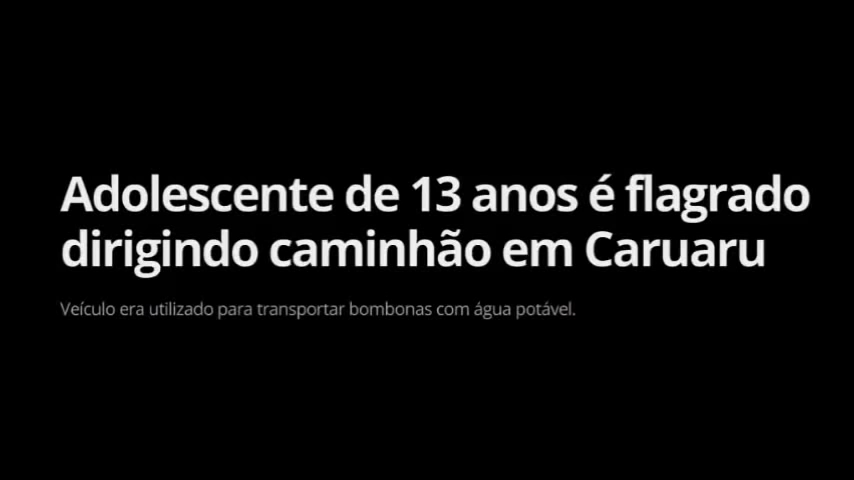 Adolescente de 13 anos é flagrado
dirigindo caminhão em Caruaru
Veículo era utilizado para transportar bombonas com água potável.